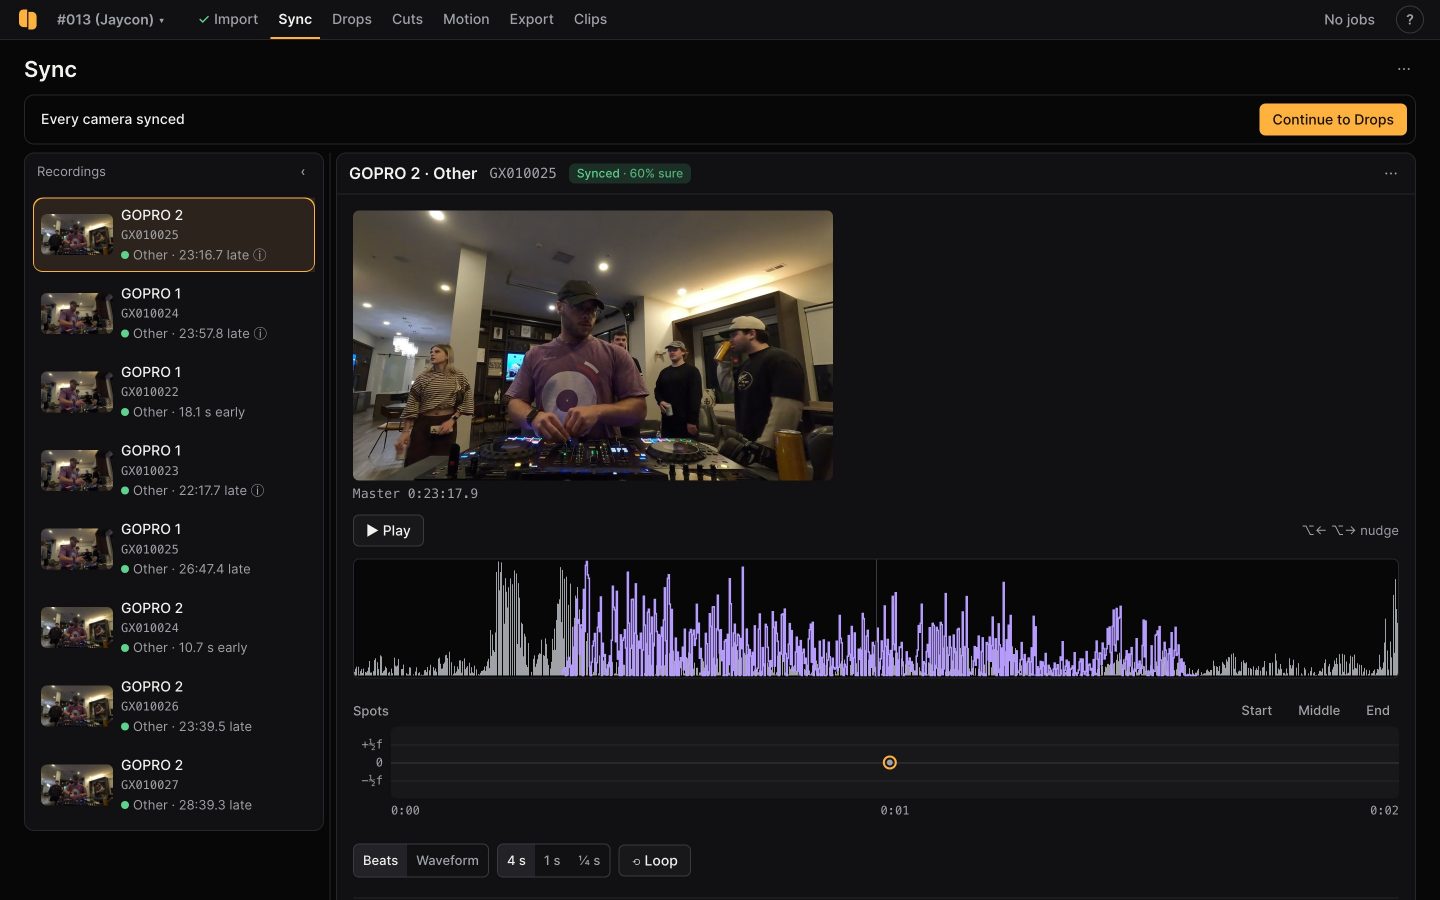 #013 (Jaycon) ▾ ✓ Import Sync Drops Cuts Motion Export Clips No jobs ?
Sync ···
Every camera synced Continue to Drops
Recordings ‹
GOPRO 2
GX010025
Other · 23:16.7 late ⓘ
GOPRO 1
GX010024
Other · 23:57.8 late ⓘ
GOPRO 1
GX010022
Other · 18.1 s early
GOPRO 1
GX010023
Other · 22:17.7 late ⓘ
GOPRO 1
GX010025
Other · 26:47.4 late
GOPRO 2
GX010024
Other · 10.7 s early
GOPRO 2
GX010026
Other · 23:39.5 late
GOPRO 2
GX010027
Other · 28:39.3 late
GOPRO 2 · Other GX010025 Synced · 60% sure ···
Master 0:23:17.9
▶ Play ⌥← ⌥→ nudge
Spots Start Middle End
+½f
0
−½f
0:00 0:01 0:02
Beats Waveform 4 s 1 s ¼ s ⟲ Loop